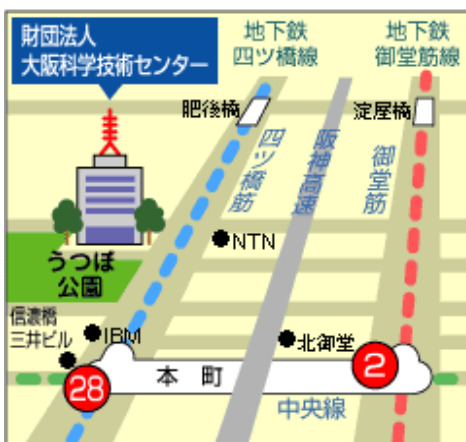 財団法人
大阪科学技術センター
地下鉄
四ツ橋線
地下鉄
御堂筋線
肥後橋
淀屋橋
四ツ橋筋
阪神高速
御堂筋
NTN
うつぼ
公園
信濃橋
三井ビル
IBM
北御堂
28
本町
2
中央線